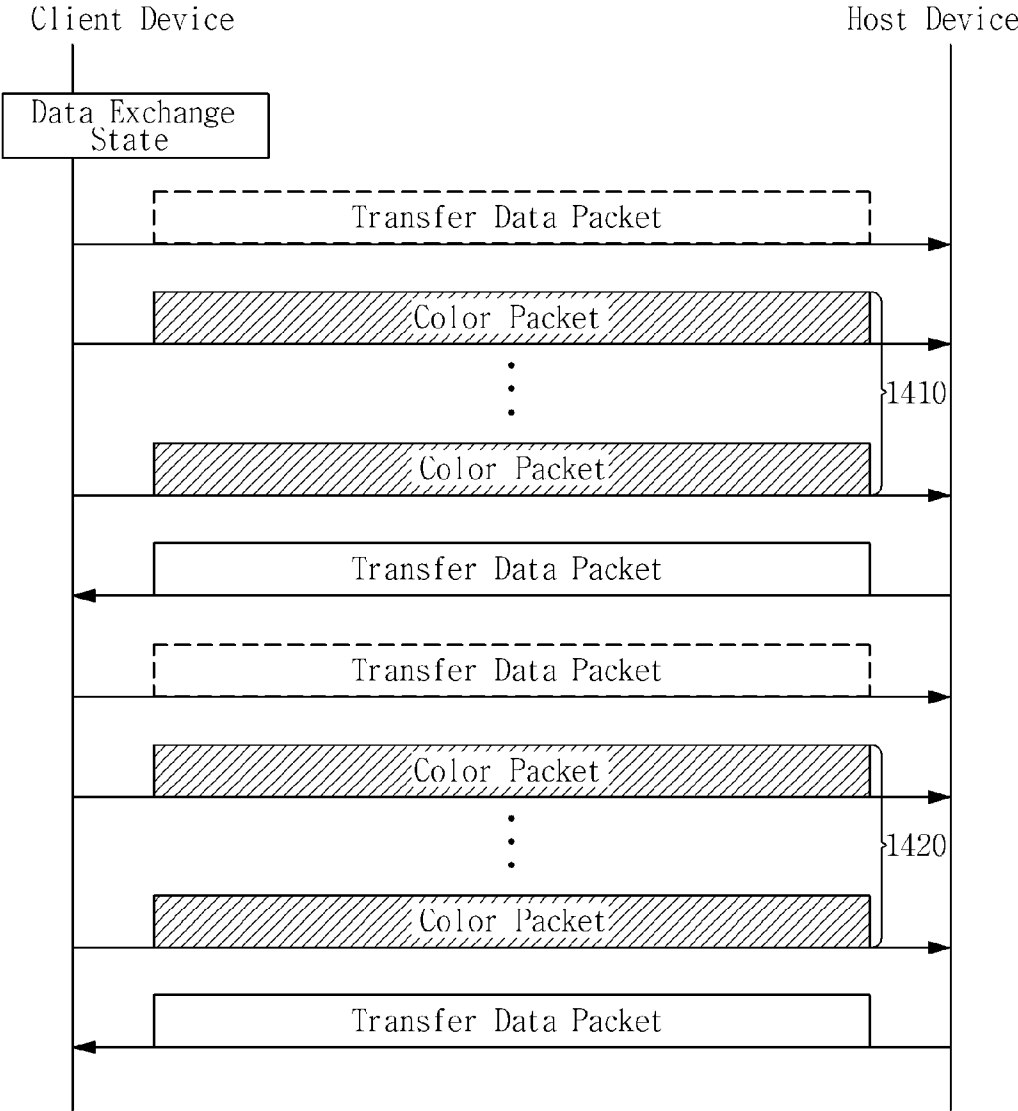 Client Device
Host Device
Data Exchange
State
Transfer Data Packet
Color Packet
1410
Color Packet
Transfer Data Packet
Transfer Data Packet
Color Packet
1420
Color Packet
Transfer Data Packet